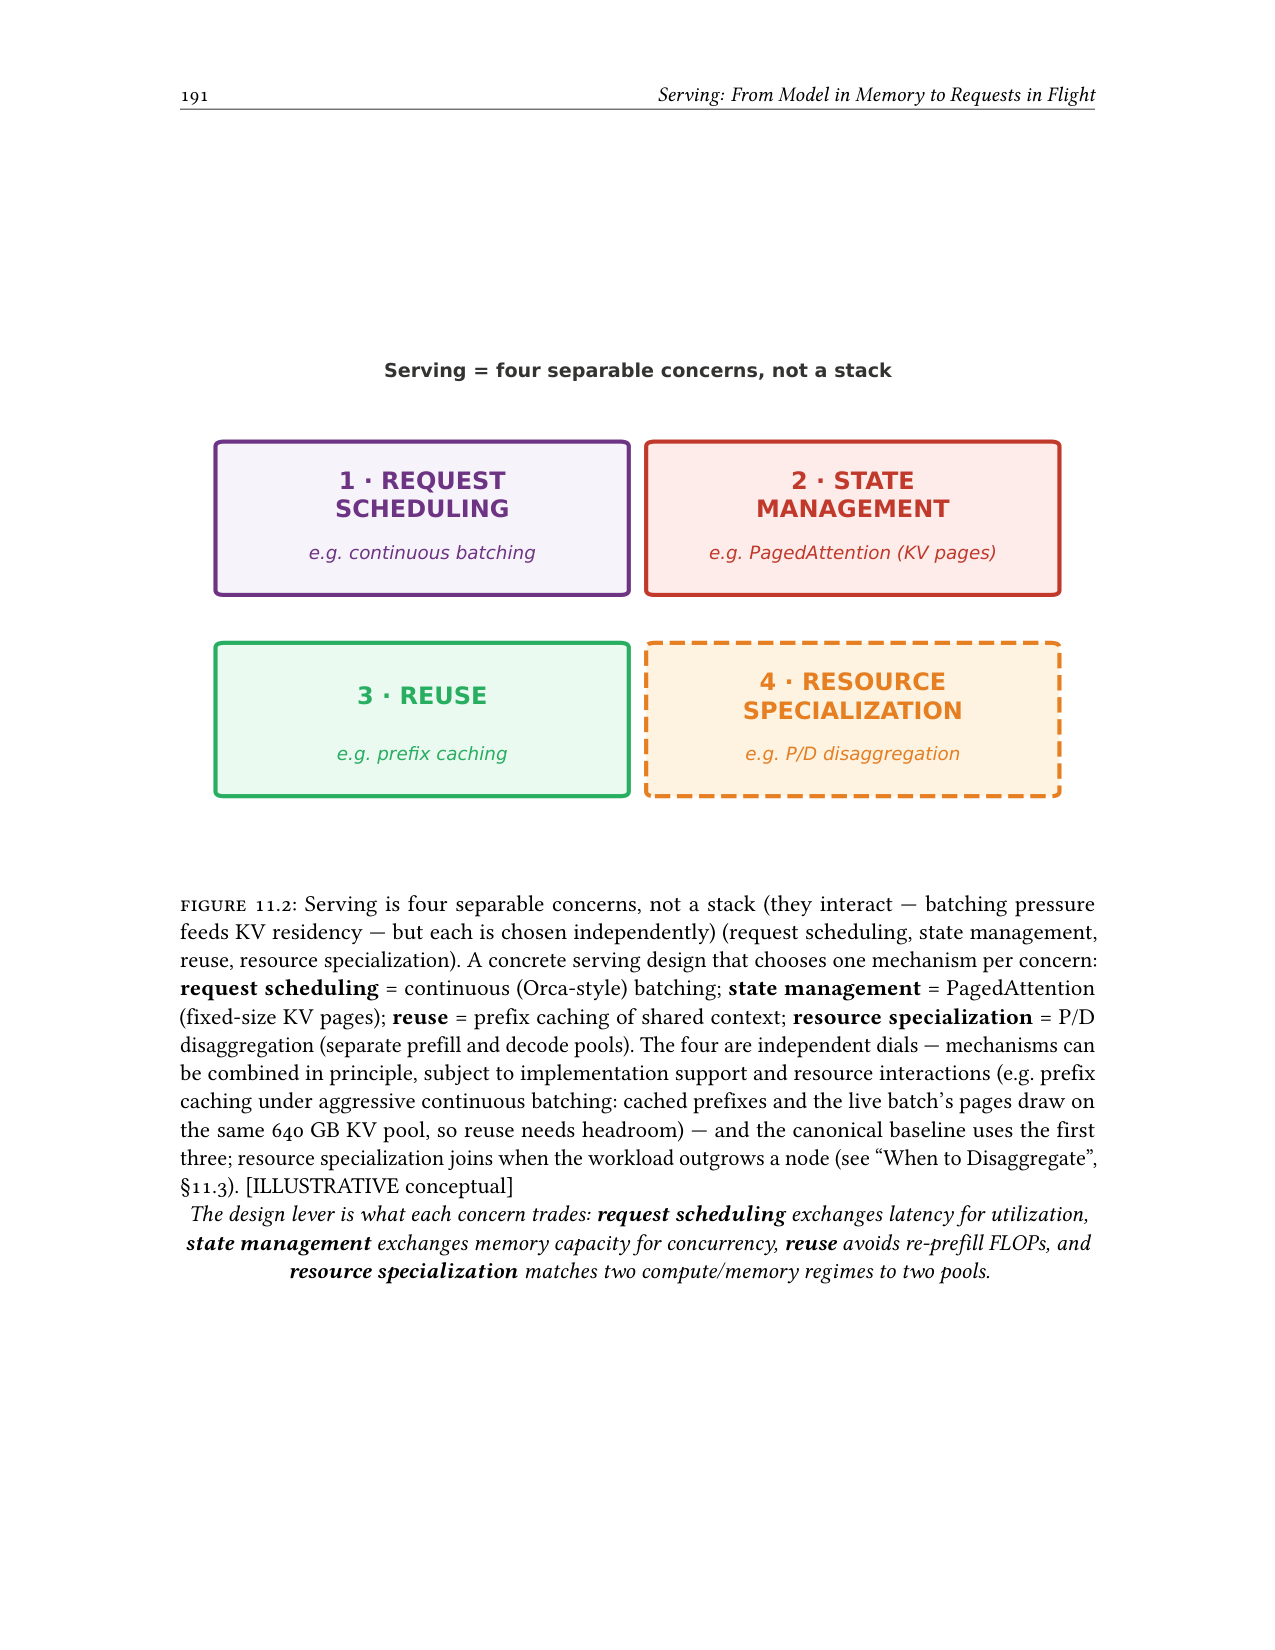 191
Serving: From Model in Memory to Requests in Flight
Serving = four separable concerns, not a stack
1 · REQUEST
SCHEDULING
e.g. continuous batching
2 · STATE
MANAGEMENT
e.g. PagedAttention (KV pages)
3 · REUSE
e.g. prefix caching
4 · RESOURCE
SPECIALIZATION
e.g. P/D disaggregation
FIGURE 11.2: Serving is four separable concerns, not a stack (they interact — batching pressure
feeds KV residency — but each is chosen independently) (request scheduling, state management,
reuse, resource specialization). A concrete serving design that chooses one mechanism per concern:
request scheduling = continuous (Orca-style) batching; state management = PagedAttention
(fixed-size KV pages); reuse = prefix caching of shared context; resource specialization = P/D
disaggregation (separate prefill and decode pools). The four are independent dials — mechanisms can
be combined in principle, subject to implementation support and resource interactions (e.g. prefix
caching under aggressive continuous batching: cached prefixes and the live batch’s pages draw on
the same 640 GB KV pool, so reuse needs headroom) — and the canonical baseline uses the first
three; resource specialization joins when the workload outgrows a node (see “When to Disaggregate”,
§11.3). [ILLUSTRATIVE conceptual]
The design lever is what each concern trades: request scheduling exchanges latency for utilization,
state management exchanges memory capacity for concurrency, reuse avoids re-prefill FLOPs, and
resource specialization matches two compute/memory regimes to two pools.